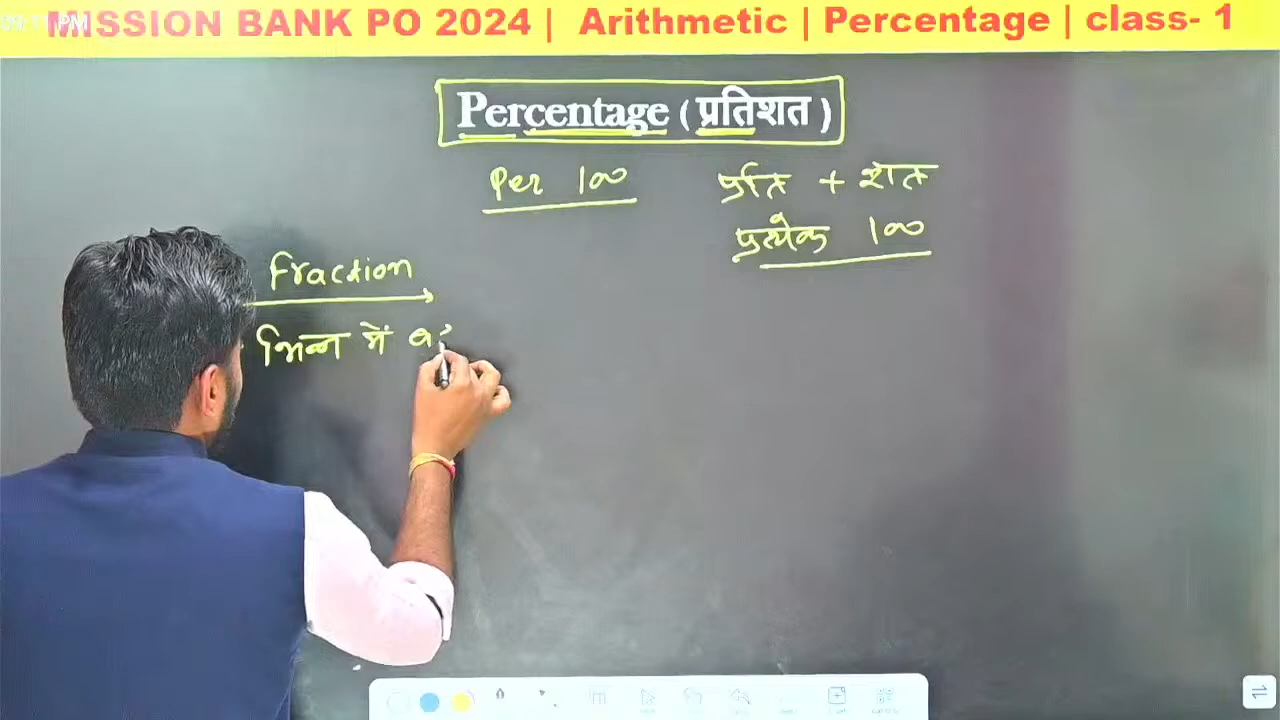 MISSION BANK PO 2024 | Arithmetic | Percentage | class- 1
Percentage ( प्रतिशत )
Per 100
प्रति + शत
प्रत्येक 100
Fraction
भिन्न में